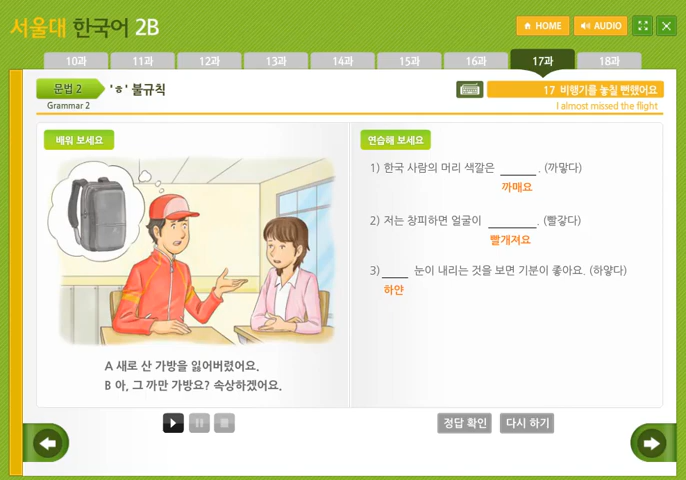 서울대 한국어 2B
HOME
AUDIO
10과 11과 12과 13과 14과 15과 16과 17과 18과
문법 2 'ㅎ' 불규칙
Grammar 2
17 비행기를 놓칠 뻔했어요
I almost missed the flight
배워 보세요
A 새로 산 가방을 잃어버렸어요.
B 아, 그 까만 가방요? 속상하겠어요.
연습해 보세요
1) 한국 사람의 머리 색깔은 ______. (까맣다)
까매요
2) 저는 창피하면 얼굴이 ________. (빨갛다)
빨개져요
3) ____ 눈이 내리는 것을 보면 기분이 좋아요. (하얗다)
하얀
정답 확인
다시 하기